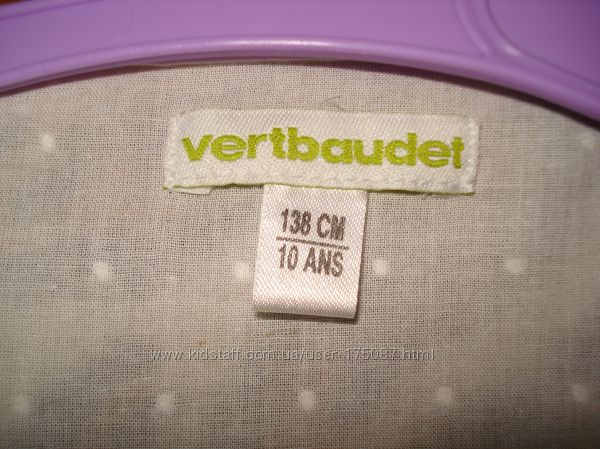 vertbaudet
138 CM
10 ANS
www.kidstaff.com.ua/user-175087.html